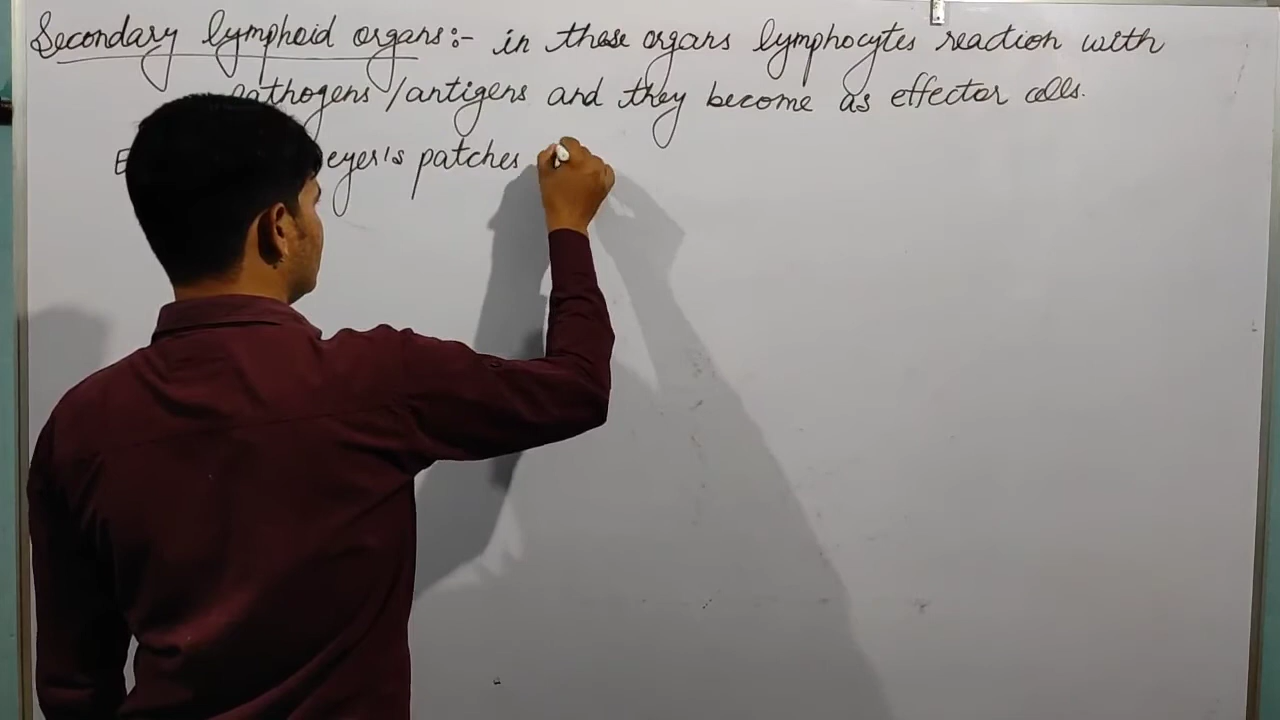 Secondary lymphoid organs:- in these organs lymphocytes reaction with
pathogens/antigens and they become as effector cells.
eyer's patches